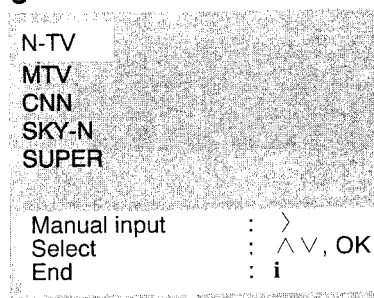 N-TV
MTV
CNN
SKY-N
SUPER
Manual input : 〉
Select : ∧ ∨, OK
End : i